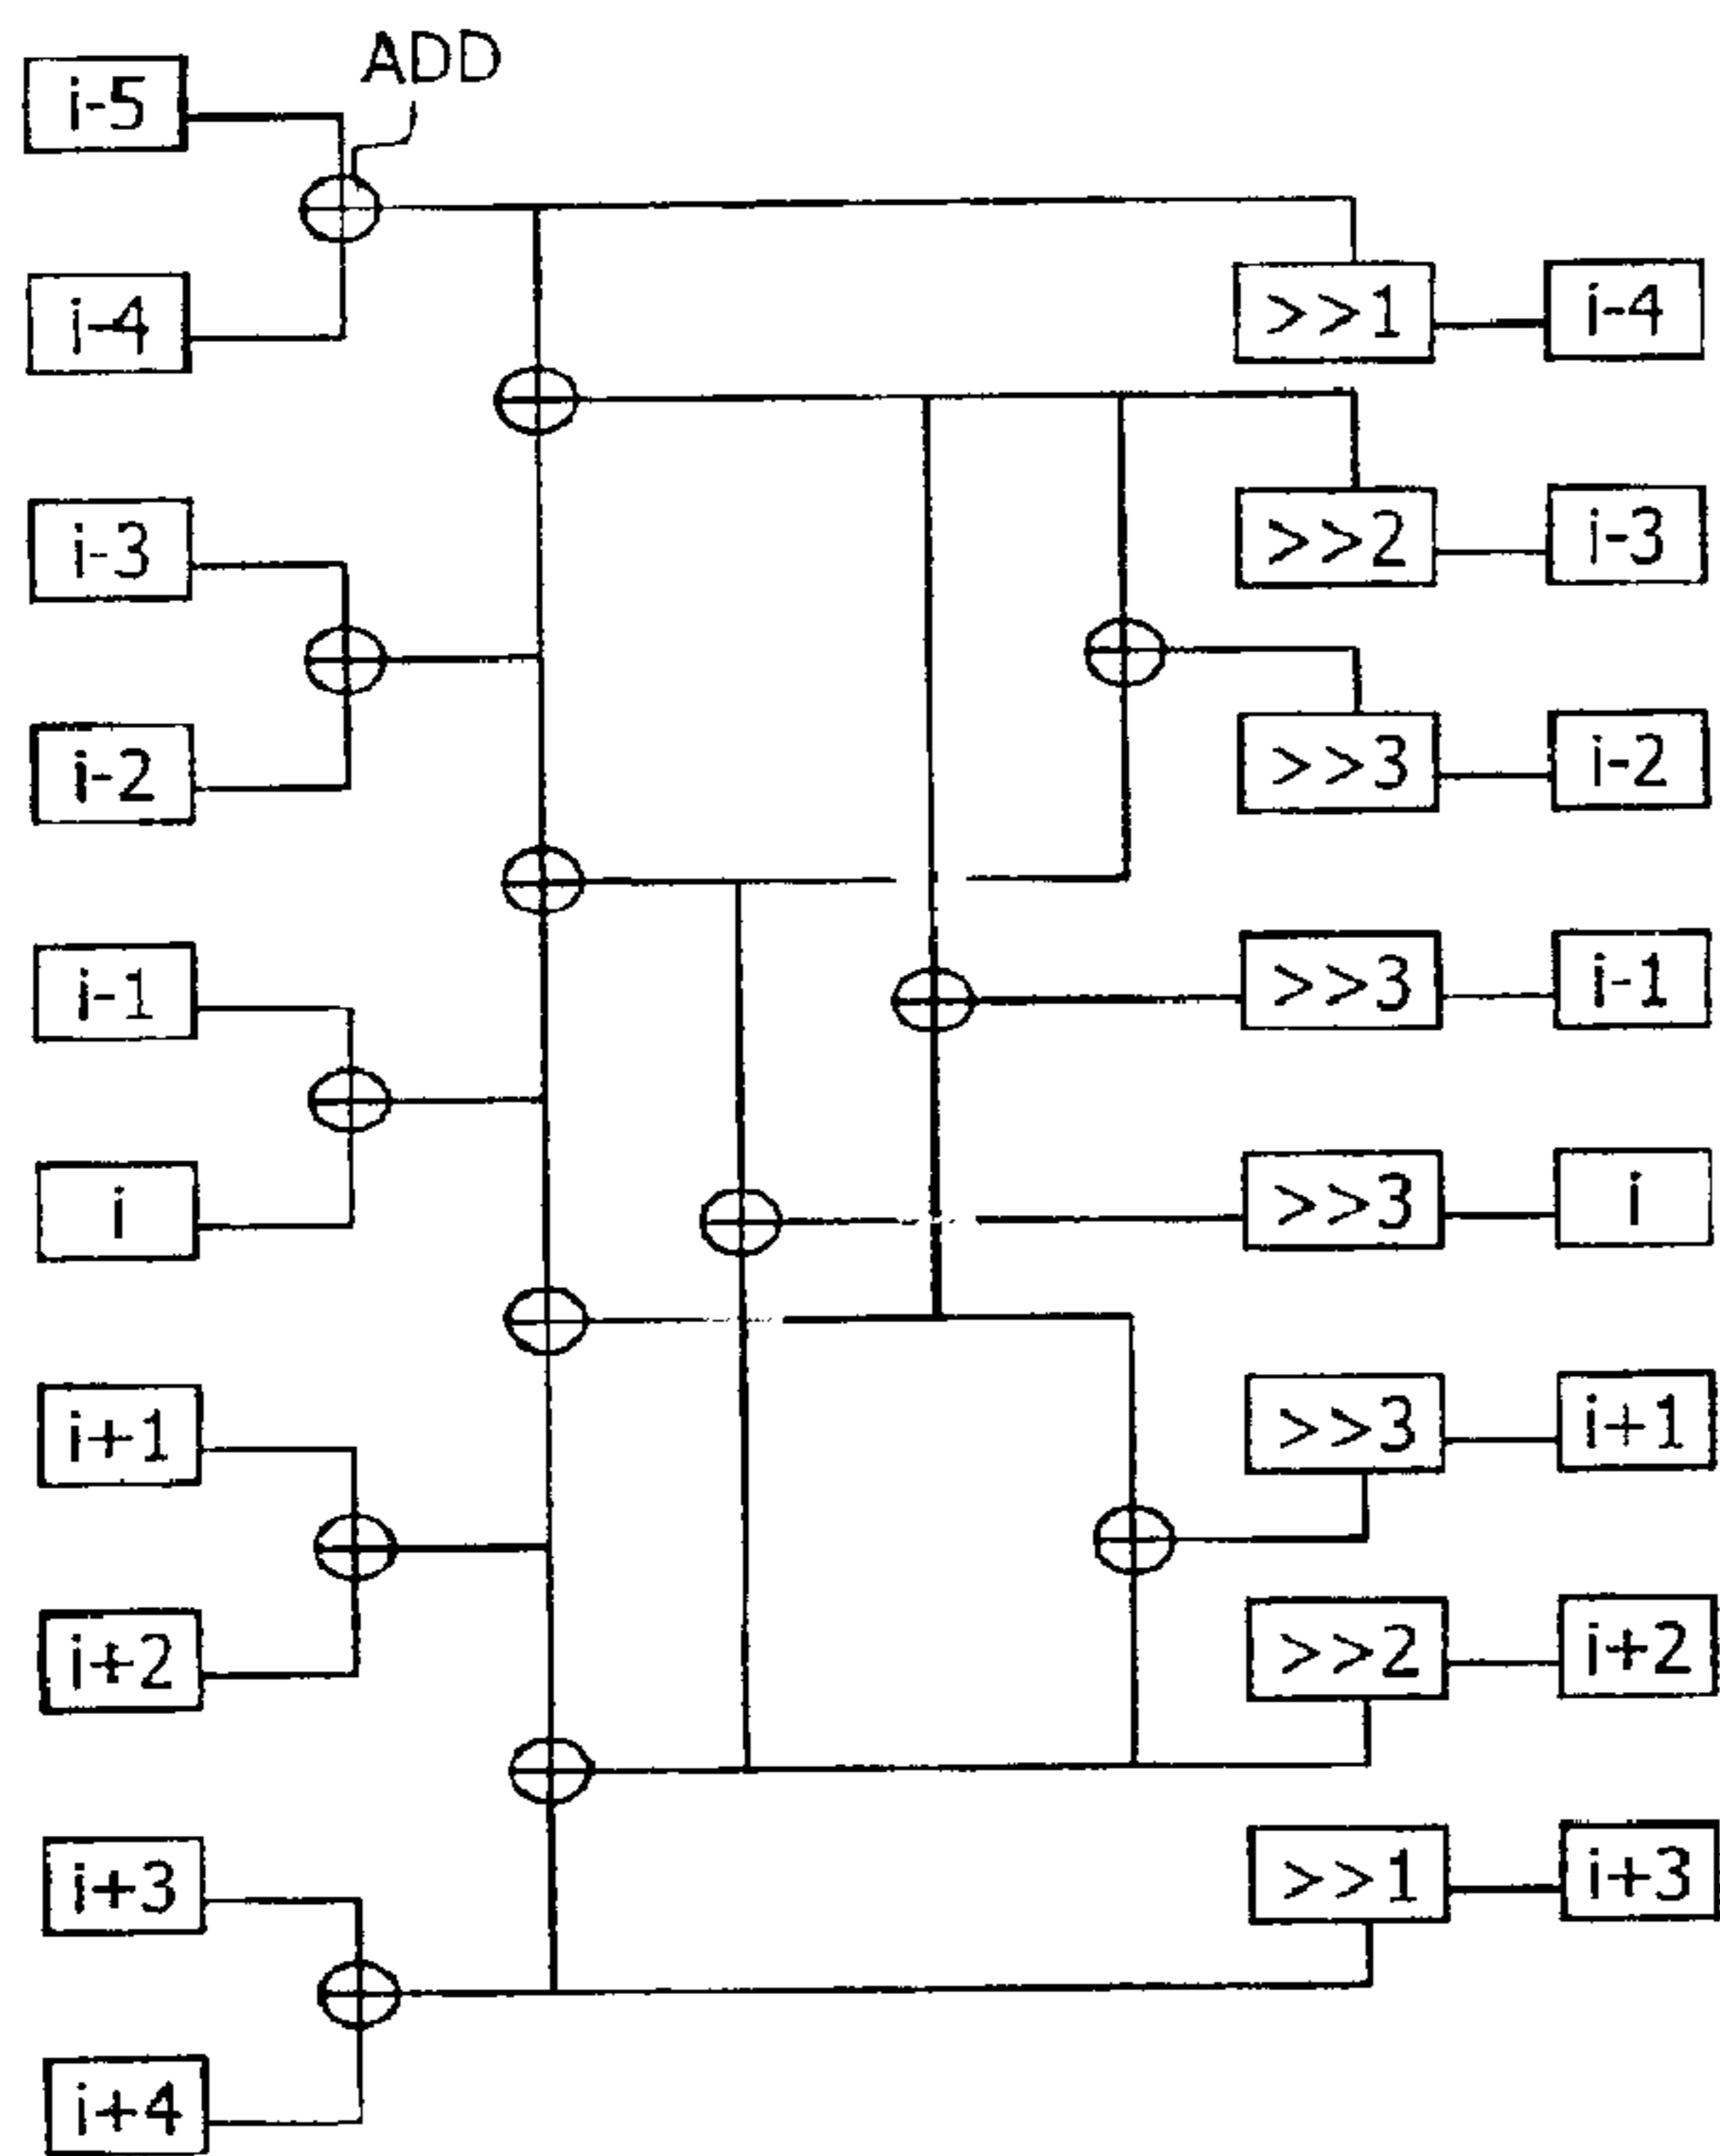 ADD
i-5
i-4
>>1 i-4
i-3
>>2 i-3
i-2
>>3 i-2
i-1
>>3 i-1
i
>>3 i
i+1
>>3 i+1
i+2
>>2 i+2
i+3
>>1 i+3
i+4